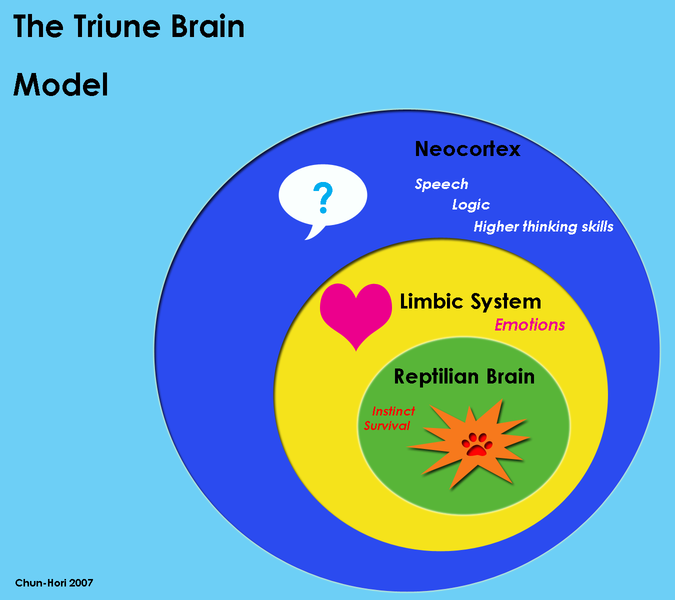 The Triune Brain
Model
Neocortex
Speech
Logic
Higher thinking skills
?
Limbic System
Emotions
Reptilian Brain
Instinct
Survival
Chun-Hori 2007